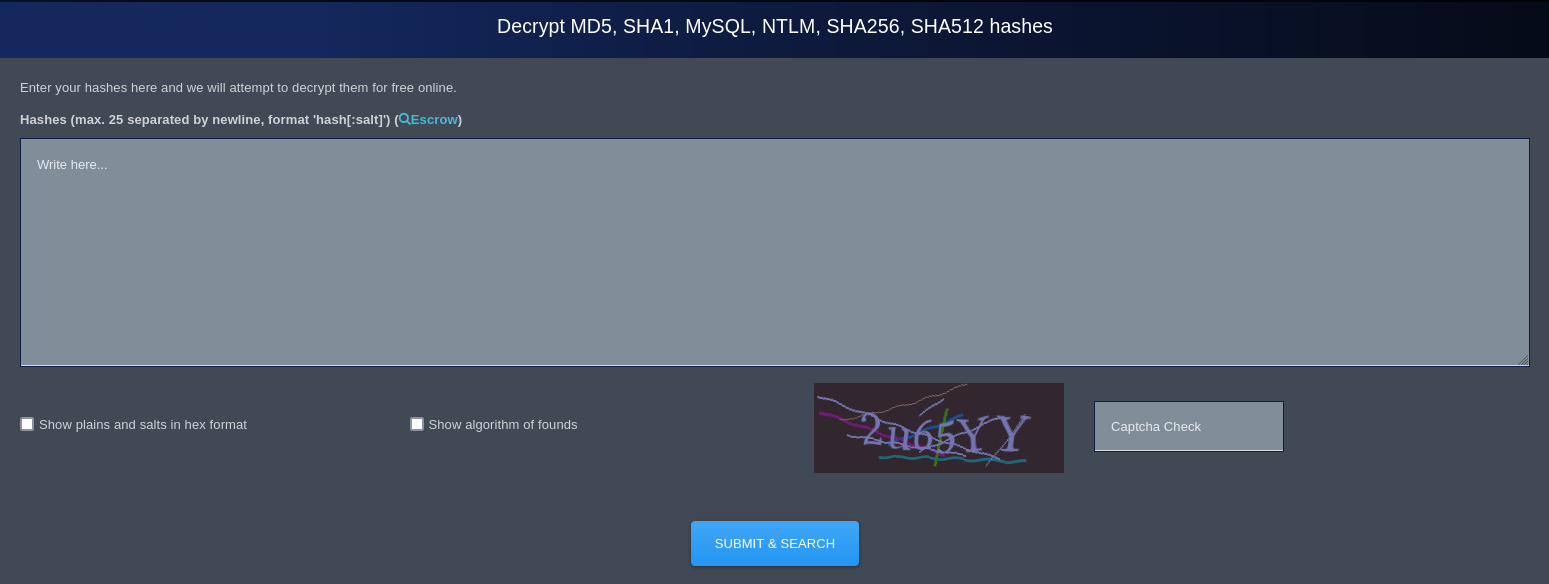 Decrypt MD5, SHA1, MySQL, NTLM, SHA256, SHA512 hashes
Enter your hashes here and we will attempt to decrypt them for free online.
Hashes (max. 25 separated by newline, format 'hash[:salt]') (Escrow)
Write here...
Show plains and salts in hex format
Show algorithm of founds
Captcha Check
SUBMIT & SEARCH